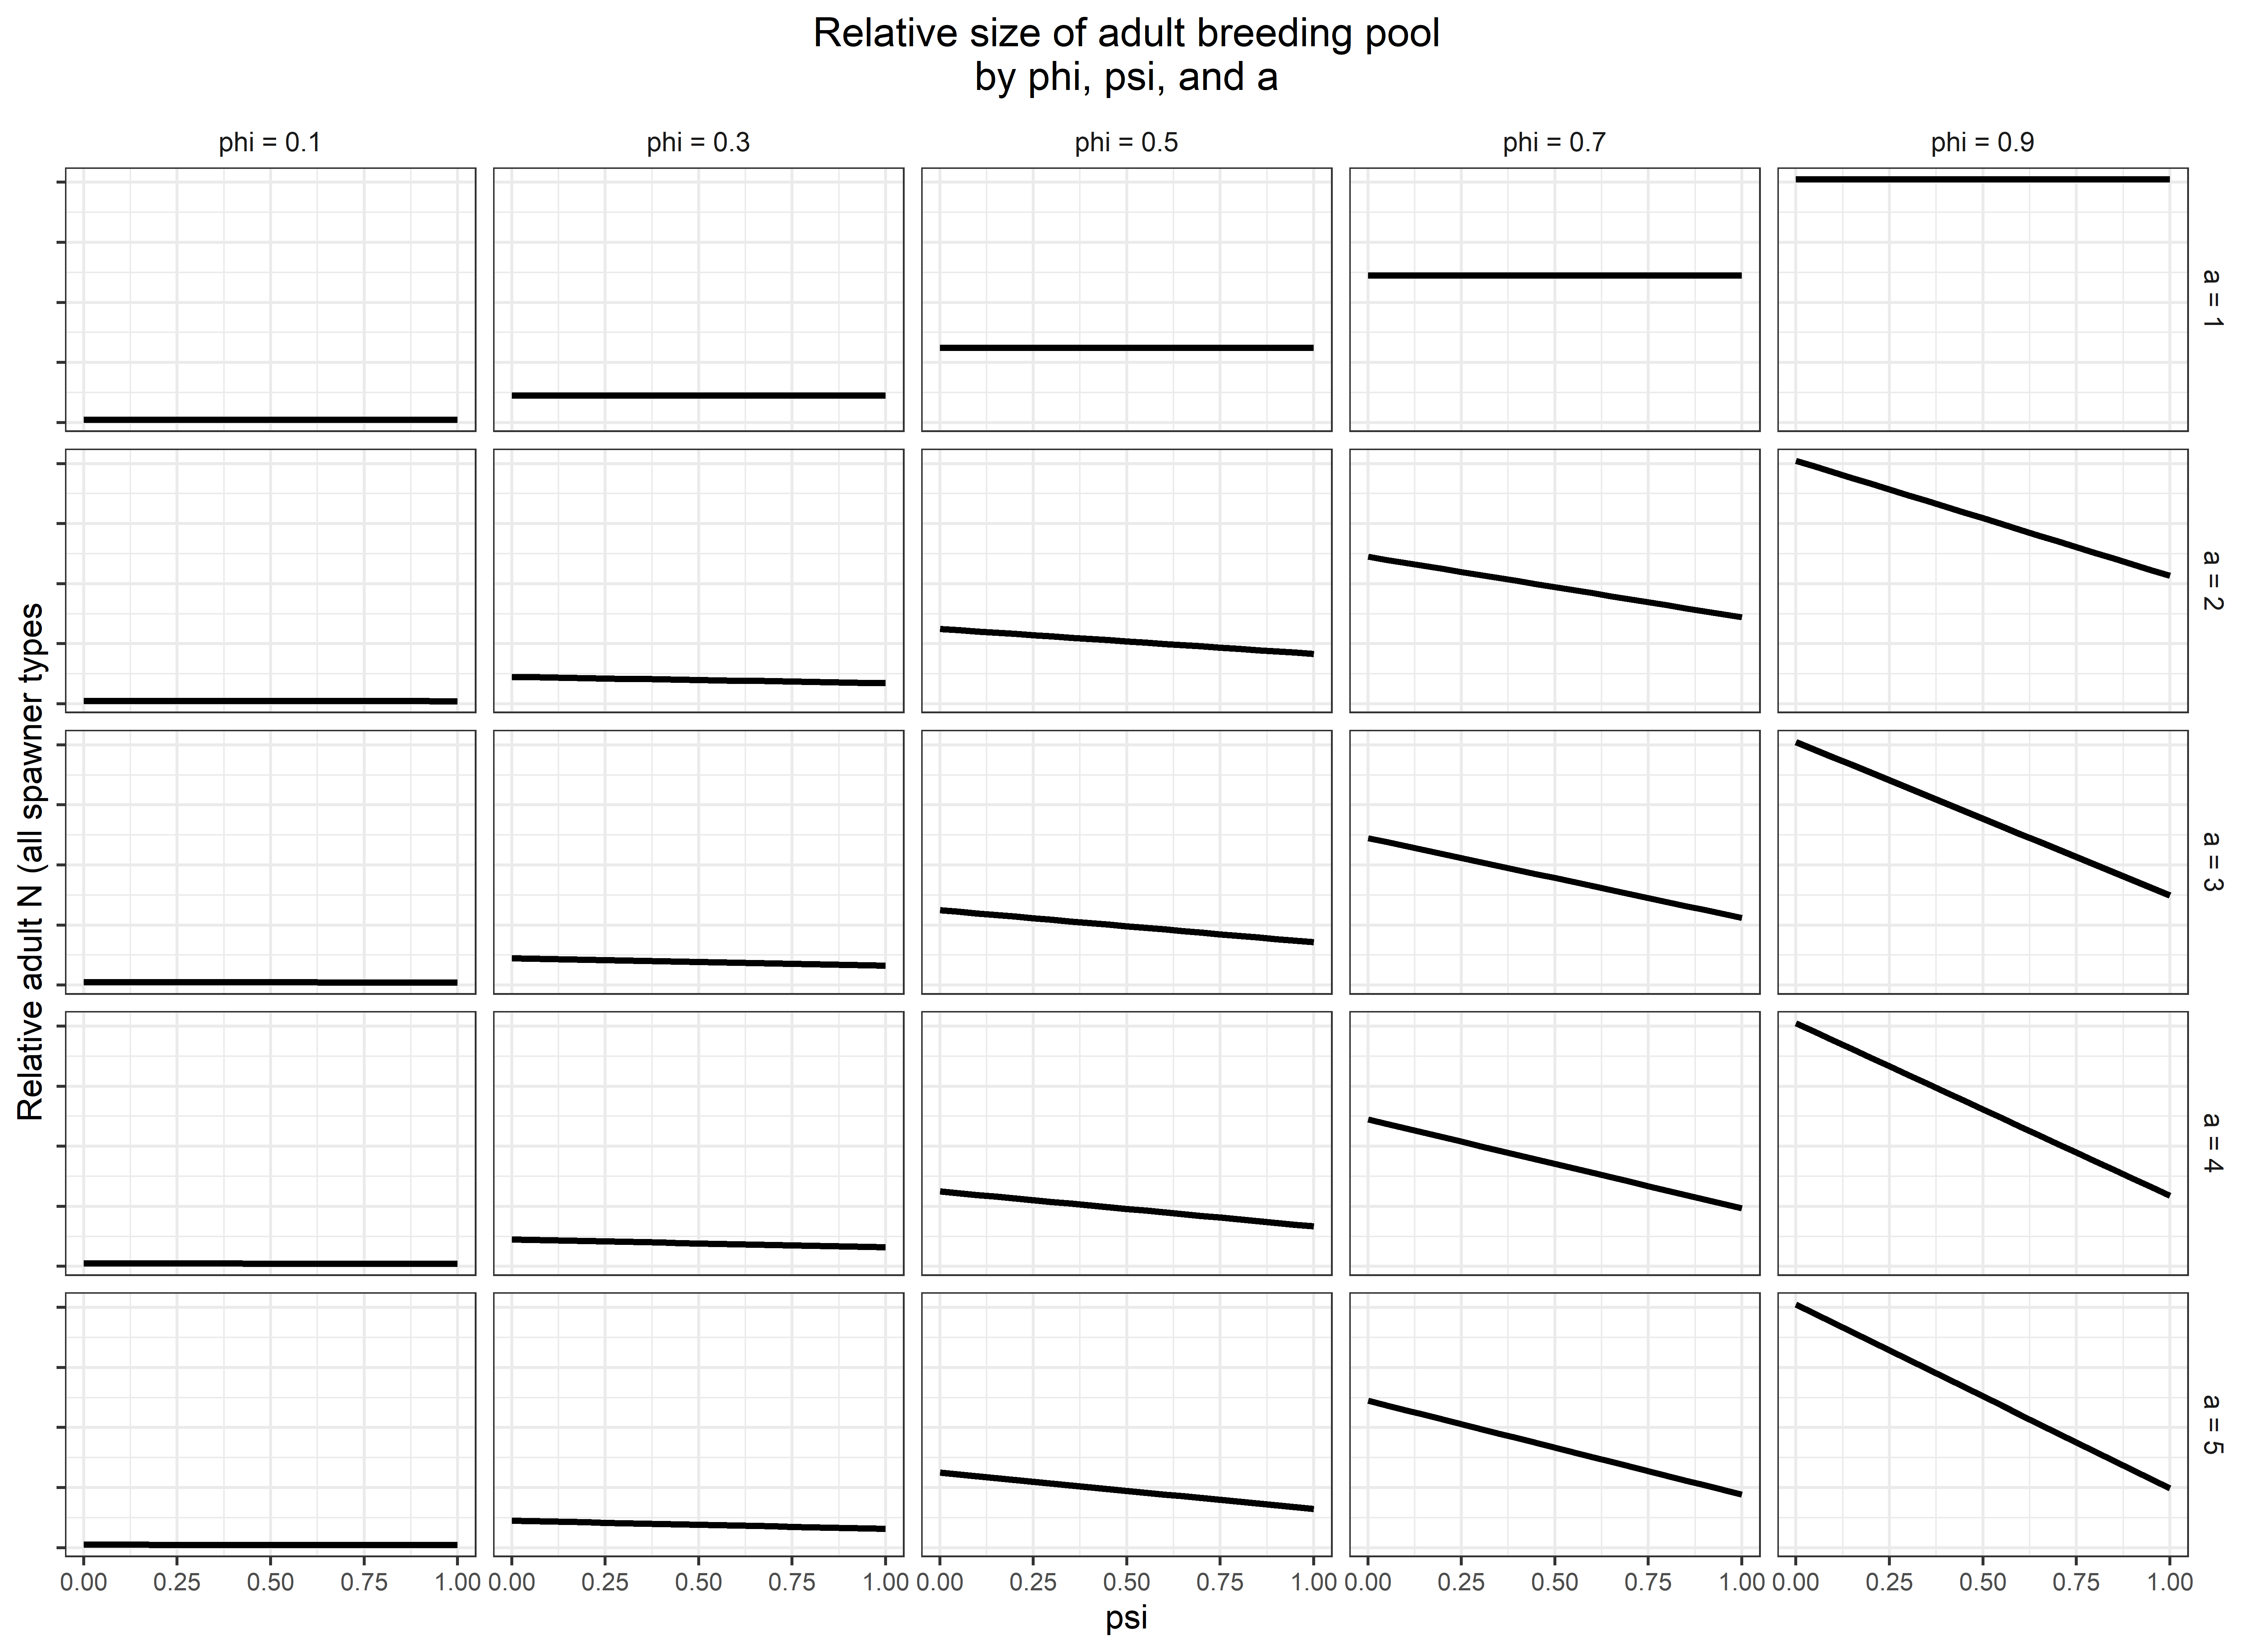 Relative size of adult breeding pool
by phi, psi, and a
phi = 0.1
phi = 0.3
phi = 0.5
phi = 0.7
phi = 0.9
a = 1
a = 2
a = 3
a = 4
a = 5
Relative adult N (all spawner types
0.00 0.25 0.50 0.75 1.00
0.00 0.25 0.50 0.75 1.00
0.00 0.25 0.50 0.75 1.00
0.00 0.25 0.50 0.75 1.00
0.00 0.25 0.50 0.75 1.00
psi